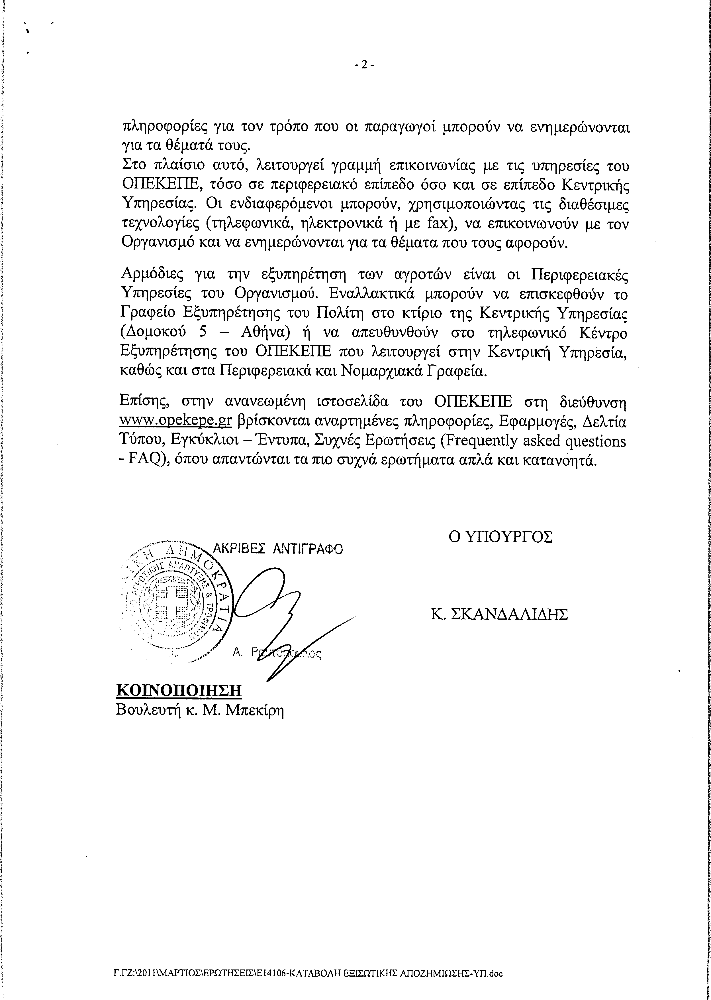 - 2 -
πληροφορίες για τον τρόπο που οι παραγωγοί μπορούν να ενημερώνονται
για τα θέματά τους.
Στο πλαίσιο αυτό, λειτουργεί γραμμή επικοινωνίας με τις υπηρεσίες του
ΟΠΕΚΕΠΕ, τόσο σε περιφερειακό επίπεδο όσο και σε επίπεδο Κεντρικής
Υπηρεσίας. Οι ενδιαφερόμενοι μπορούν, χρησιμοποιώντας τις διαθέσιμες
τεχνολογίες (τηλεφωνικά, ηλεκτρονικά ή με fax), να επικοινωνούν με τον
Οργανισμό και να ενημερώνονται για τα θέματα που τους αφορούν.
Αρμόδιες για την εξυπηρέτηση των αγροτών είναι οι Περιφερειακές
Υπηρεσίες του Οργανισμού. Εναλλακτικά μπορούν να επισκεφθούν το
Γραφείο Εξυπηρέτησης του Πολίτη στο κτίριο της Κεντρικής Υπηρεσίας
(Δομοκού 5 – Αθήνα) ή να απευθυνθούν στο τηλεφωνικό Κέντρο
Εξυπηρέτησης του ΟΠΕΚΕΠΕ που λειτουργεί στην Κεντρική Υπηρεσία,
καθώς και στα Περιφερειακά και Νομαρχιακά Γραφεία.
Επίσης, στην ανανεωμένη ιστοσελίδα του ΟΠΕΚΕΠΕ στη διεύθυνση
www.opekepe.gr βρίσκονται αναρτημένες πληροφορίες, Εφαρμογές, Δελτία
Τύπου, Εγκύκλιοι – Έντυπα, Συχνές Ερωτήσεις (Frequently asked questions
- FAQ), όπου απαντώνται τα πιο συχνά ερωτήματα απλά και κατανοητά.
Ο ΥΠΟΥΡΓΟΣ
ΑΚΡΙΒΕΣ ΑΝΤΙΓΡΑΦΟ
ΔΗΜΟΚΡΑΤΙΑ
ΑΓΡΟΤΙΚΗΣ ΑΝΑΠΤΥΞΗΣ & ΤΡΟΦΙΜΩΝ
Κ. ΣΚΑΝΔΑΛΙΔΗΣ
Α.
ΚΟΙΝΟΠΟΙΗΣΗ
Βουλευτή κ. Μ. Μπεκίρη
Γ.ΓΖ:\2011\ΜΑΡΤΙΟΣ\ΕΡΩΤΗΣΕΙΣ\Ε14106-ΚΑΤΑΒΟΛΗ ΕΞΙΣΩΤΙΚΗΣ ΑΠΟΖΗΜΙΩΣΗΣ-ΥΠ.doc